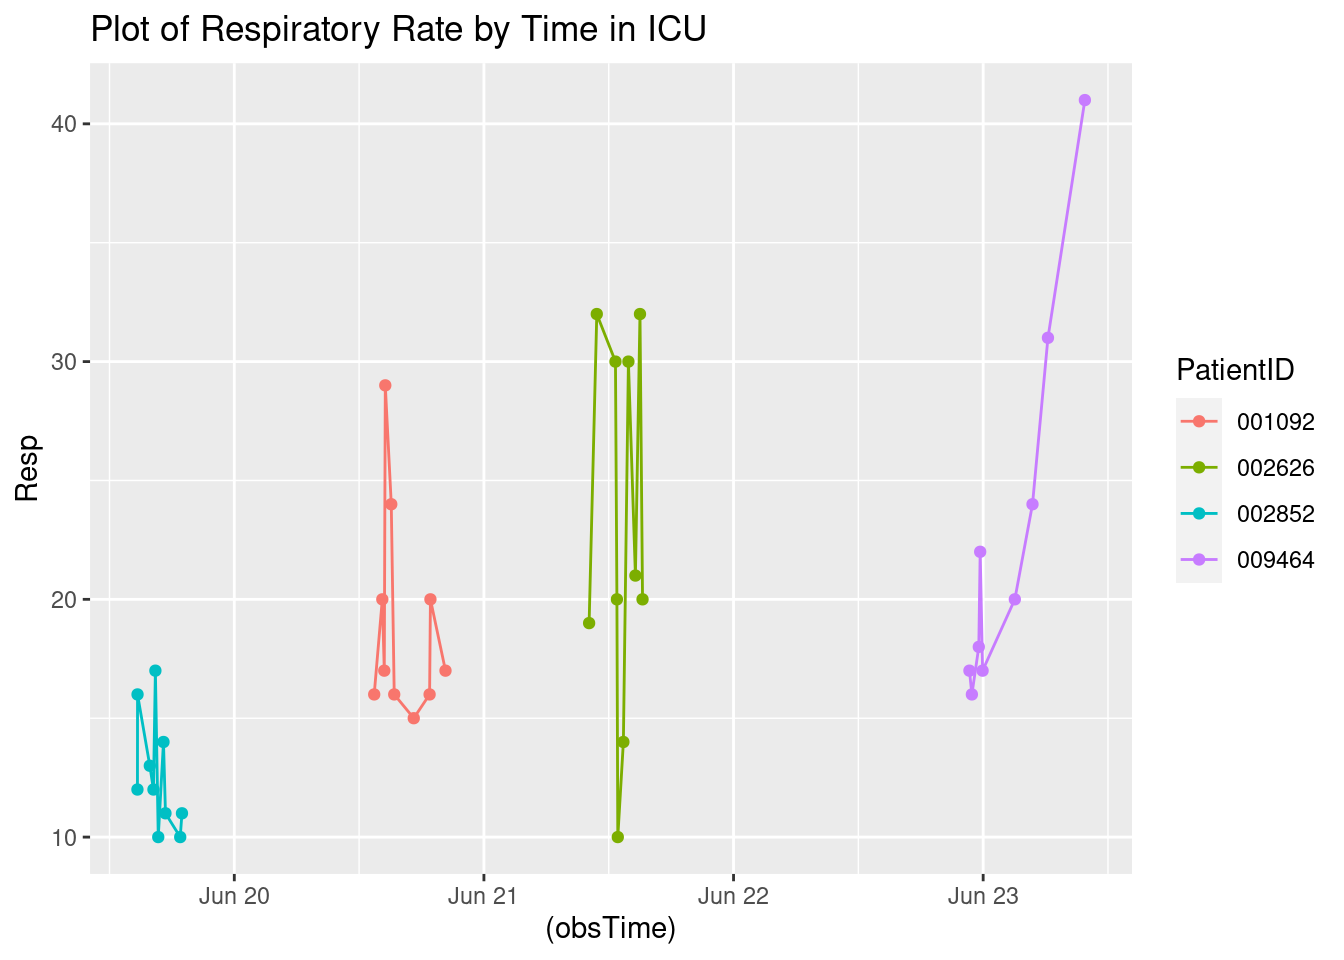 Plot of Respiratory Rate by Time in ICU
40
30
20
10
Resp
Jun 20 Jun 21 Jun 22 Jun 23
(obsTime)
PatientID
001092
002626
002852
009464